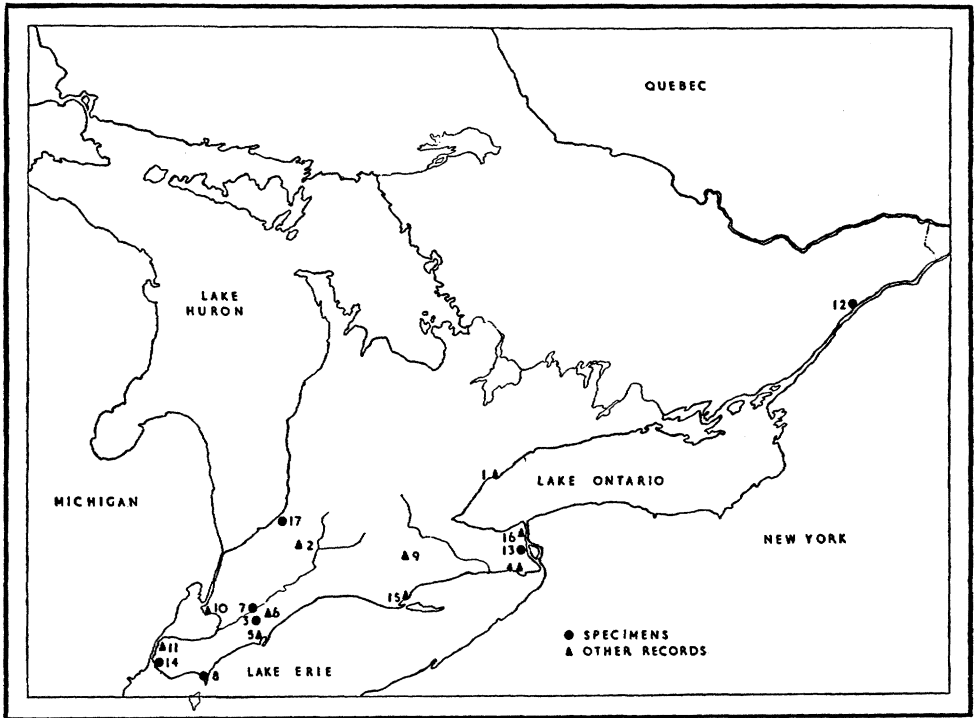 QUEBEC
LAKE
HURON
12
MICHIGAN
1
LAKE ONTARIO
17
2
16
13
NEW YORK
9
4
15
10
7
6
3
5
11
14
8
LAKE ERIE
SPECIMENS
OTHER RECORDS